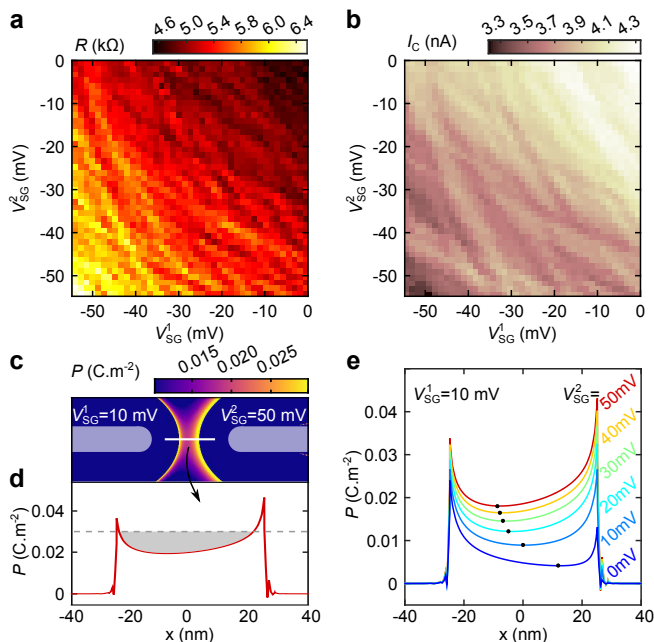 a
R (kΩ)
4.6 5.0 5.4 5.8 6.0 6.4
0
-10
-20
-30
-40
-50
V²SG (mV)
-50 -40 -30 -20 -10 0
V¹SG (mV)
b
IC (nA)
3.3 3.5 3.7 3.9 4.1 4.3
0
-10
-20
-30
-40
-50
V²SG (mV)
-50 -40 -30 -20 -10 0
V¹SG (mV)
c
P (C.m⁻²)
0.015 0.020 0.025
V¹SG=10 mV
V²SG=50 mV
d
0.04
0.02
0
P (C.m⁻²)
-40 -20 0 20 40
x (nm)
e
V¹SG=10 mV
V²SG=
50mV
40mV
30mV
20mV
10mV
0mV
0.04
0.03
0.02
0.01
0
P (C.m⁻²)
-40 -20 0 20 40
x (nm)